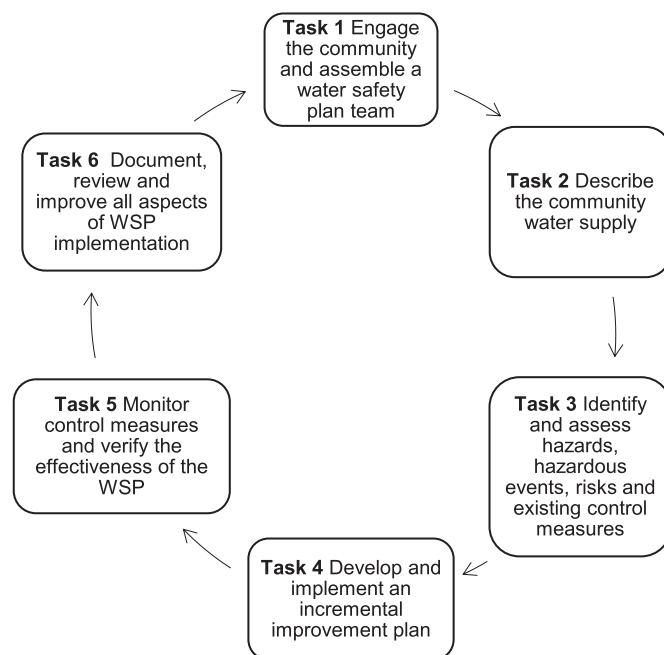 Task 1 Engage
the community
and assemble a
water safety
plan team
Task 2 Describe
the community
water supply
Task 3 Identify
and assess
hazards,
hazardous
events, risks and
existing control
measures
Task 4 Develop and
implement an
incremental
improvement plan
Task 5 Monitor
control measures
and verify the
effectiveness of the
WSP
Task 6 Document,
review and
improve all aspects
of WSP
implementation